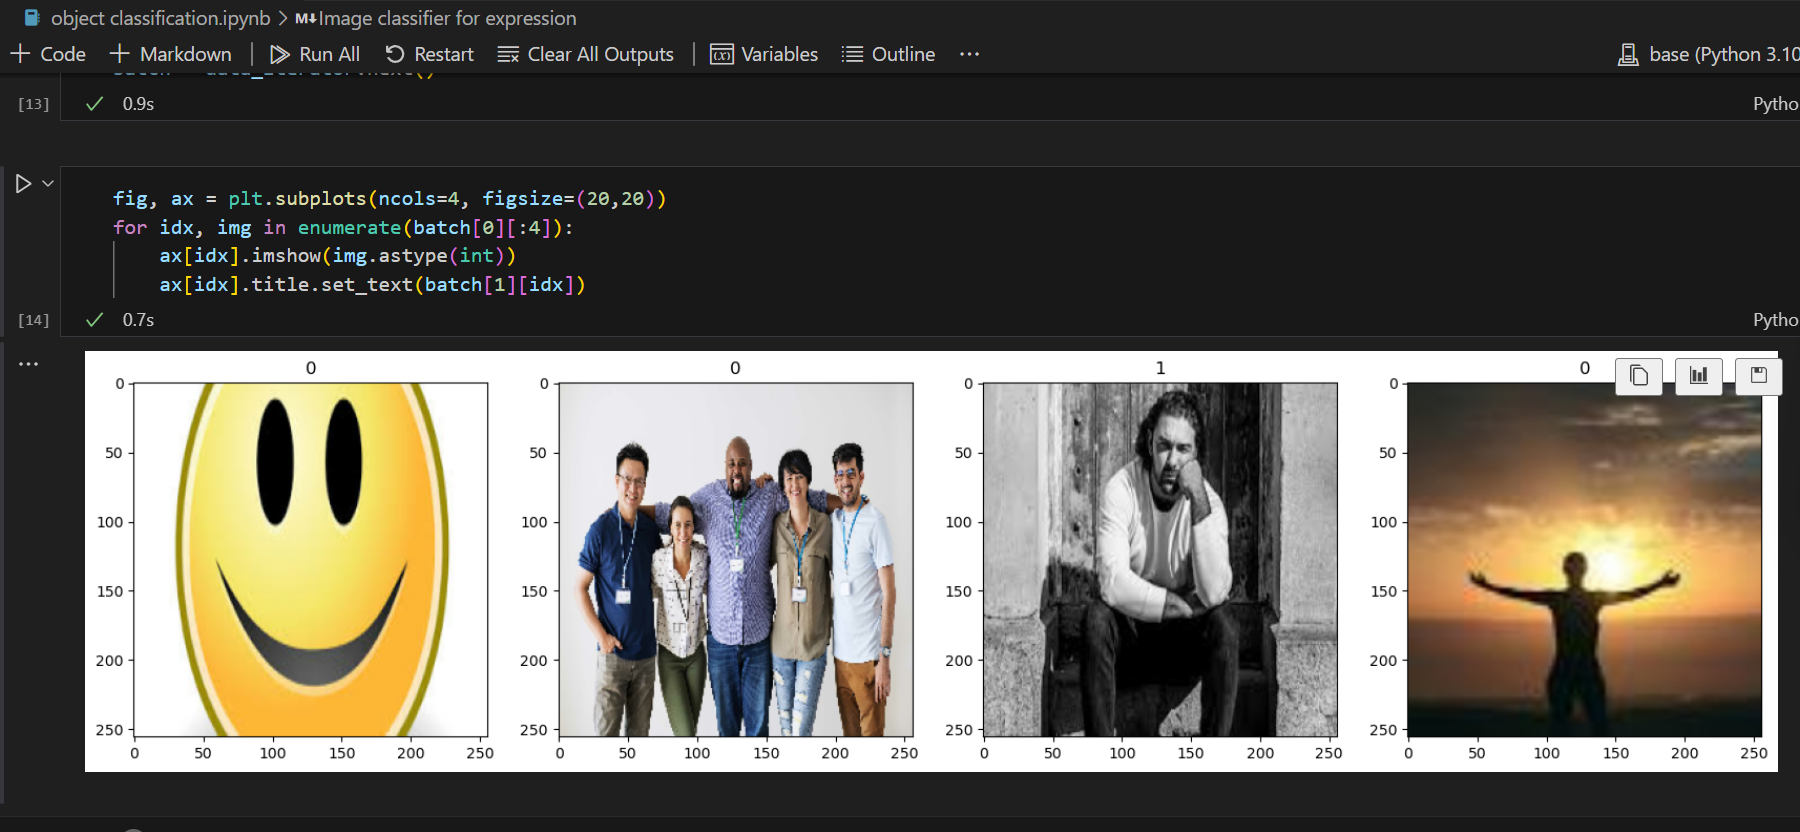 object classification.ipynb > M↓Image classifier for expression
+ Code + Markdown | Run All Restart Clear All Outputs | Variables Outline ... base (Python 3.10
[13] 0.9s Pytho
fig, ax = plt.subplots(ncols=4, figsize=(20,20))
for idx, img in enumerate(batch[0][:4]):
ax[idx].imshow(img.astype(int))
ax[idx].title.set_text(batch[1][idx])
[14] 0.7s Pytho
...
0 0 1 0
0 0 0 0
50 50 50 50
100 100 100 100
150 150 150 150
200 200 200 200
250 250 250 250
0 50 100 150 200 250 0 50 100 150 200 250 0 50 100 150 200 250 0 50 100 150 200 250